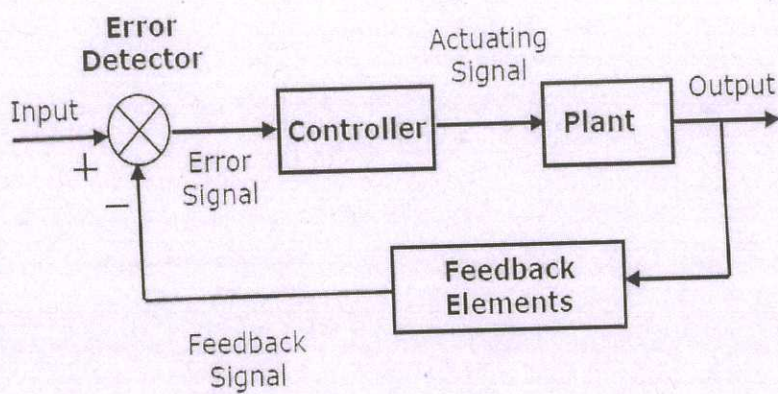 Error
Detector
Input
+
−
Error
Signal
Controller
Actuating
Signal
Plant
Output
Feedback
Elements
Feedback
Signal